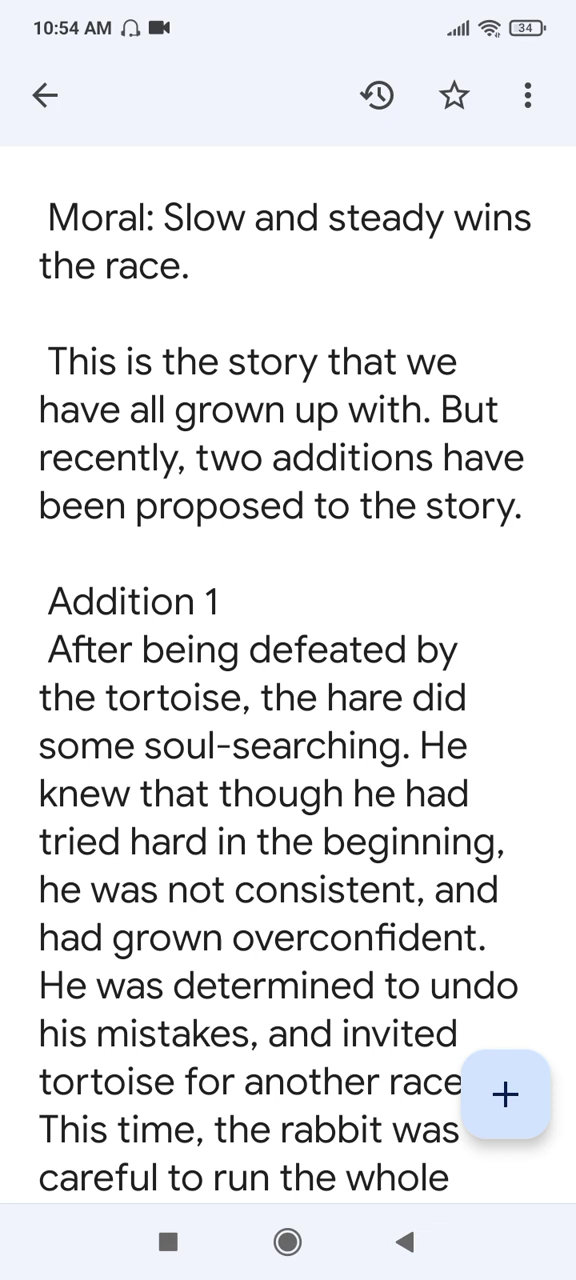 10:54 AM
34
Moral: Slow and steady wins
the race.
This is the story that we
have all grown up with. But
recently, two additions have
been proposed to the story.
Addition 1
After being defeated by
the tortoise, the hare did
some soul-searching. He
knew that though he had
tried hard in the beginning,
he was not consistent, and
had grown overconfident.
He was determined to undo
his mistakes, and invited
tortoise for another race
This time, the rabbit was
careful to run the whole